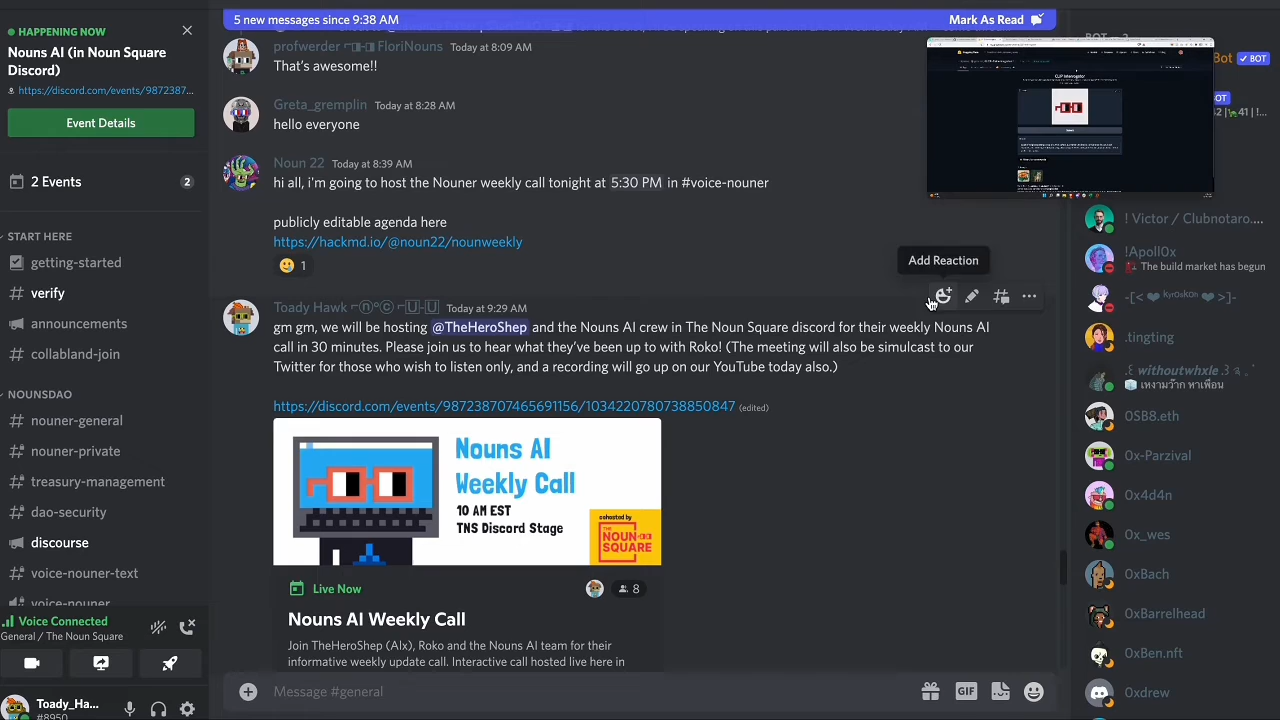 5 new messages since 9:38 AM
Mark As Read
HAPPENING NOW
Nouns AI (in Noun Square
Discord)
https://discord.com/events/9872387...
Event Details
2 Events
2
START HERE
getting-started
verify
announcements
collabland-join
NOUNSDAO
nouner-general
nouner-private
treasury-management
dao-security
discourse
voice-nouner-text
voice-nouner
Voice Connected
General / The Noun Square
Toady_Ha...
#8950
Today at 8:09 AM
That's awesome!!
Greta_gremplin Today at 8:28 AM
hello everyone
Noun 22 Today at 8:39 AM
hi all, i'm going to host the Nouner weekly call tonight at 5:30 PM in #voice-nouner
publicly editable agenda here
https://hackmd.io/@noun22/nounweekly
1
Add Reaction
Toady Hawk ⌐ⓝ°ⓒ ⌐🅄-🅄 Today at 9:29 AM
gm gm, we will be hosting @TheHeroShep and the Nouns AI crew in The Noun Square discord for their weekly Nouns AI
call in 30 minutes. Please join us to hear what they've been up to with Roko! (The meeting will also be simulcast to our
Twitter for those who wish to listen only, and a recording will go up on our YouTube today also.)
https://discord.com/events/987238707465691156/1034220780738850847 (edited)
Nouns AI
Weekly Call
10 AM EST
TNS Discord Stage
cohosted by
THE
NOUN
SQUARE
Live Now
8
Nouns AI Weekly Call
Join TheHeroShep (Alx), Roko and the Nouns AI team for their
informative weekly update call. Interactive call hosted live here in
Message #general
GIF
Bot ✓ BOT
CLIP Interrogator
! Victor / Clubnotaro....
!Apoll0x
The build market has begun
-[< ❤ kyr0sk0n ❤ >]-
.tingting
0SB8.eth
0x-Parzival
0x4d4n
0x_wes
0xBach
0xBarrelhead
0xBen.nft
0xdrew